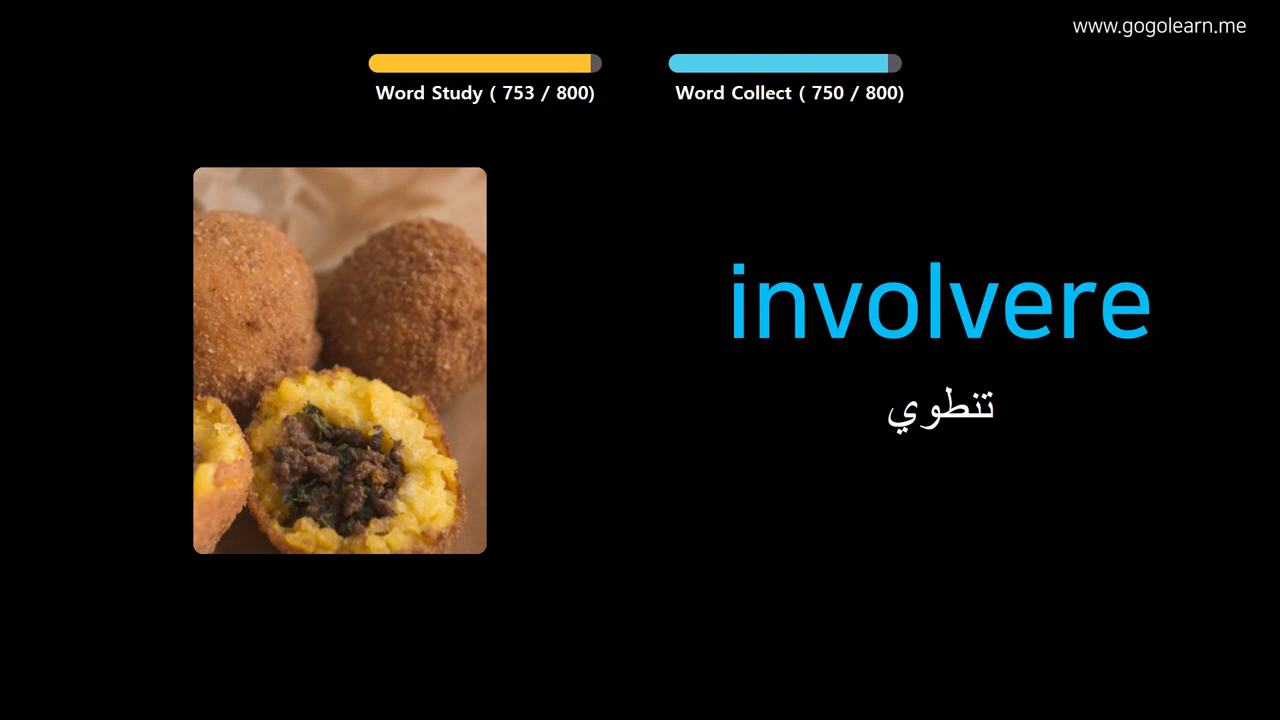 www.gogolearn.me
Word Study ( 753 / 800)
Word Collect ( 750 / 800)
involvere
تنطوي